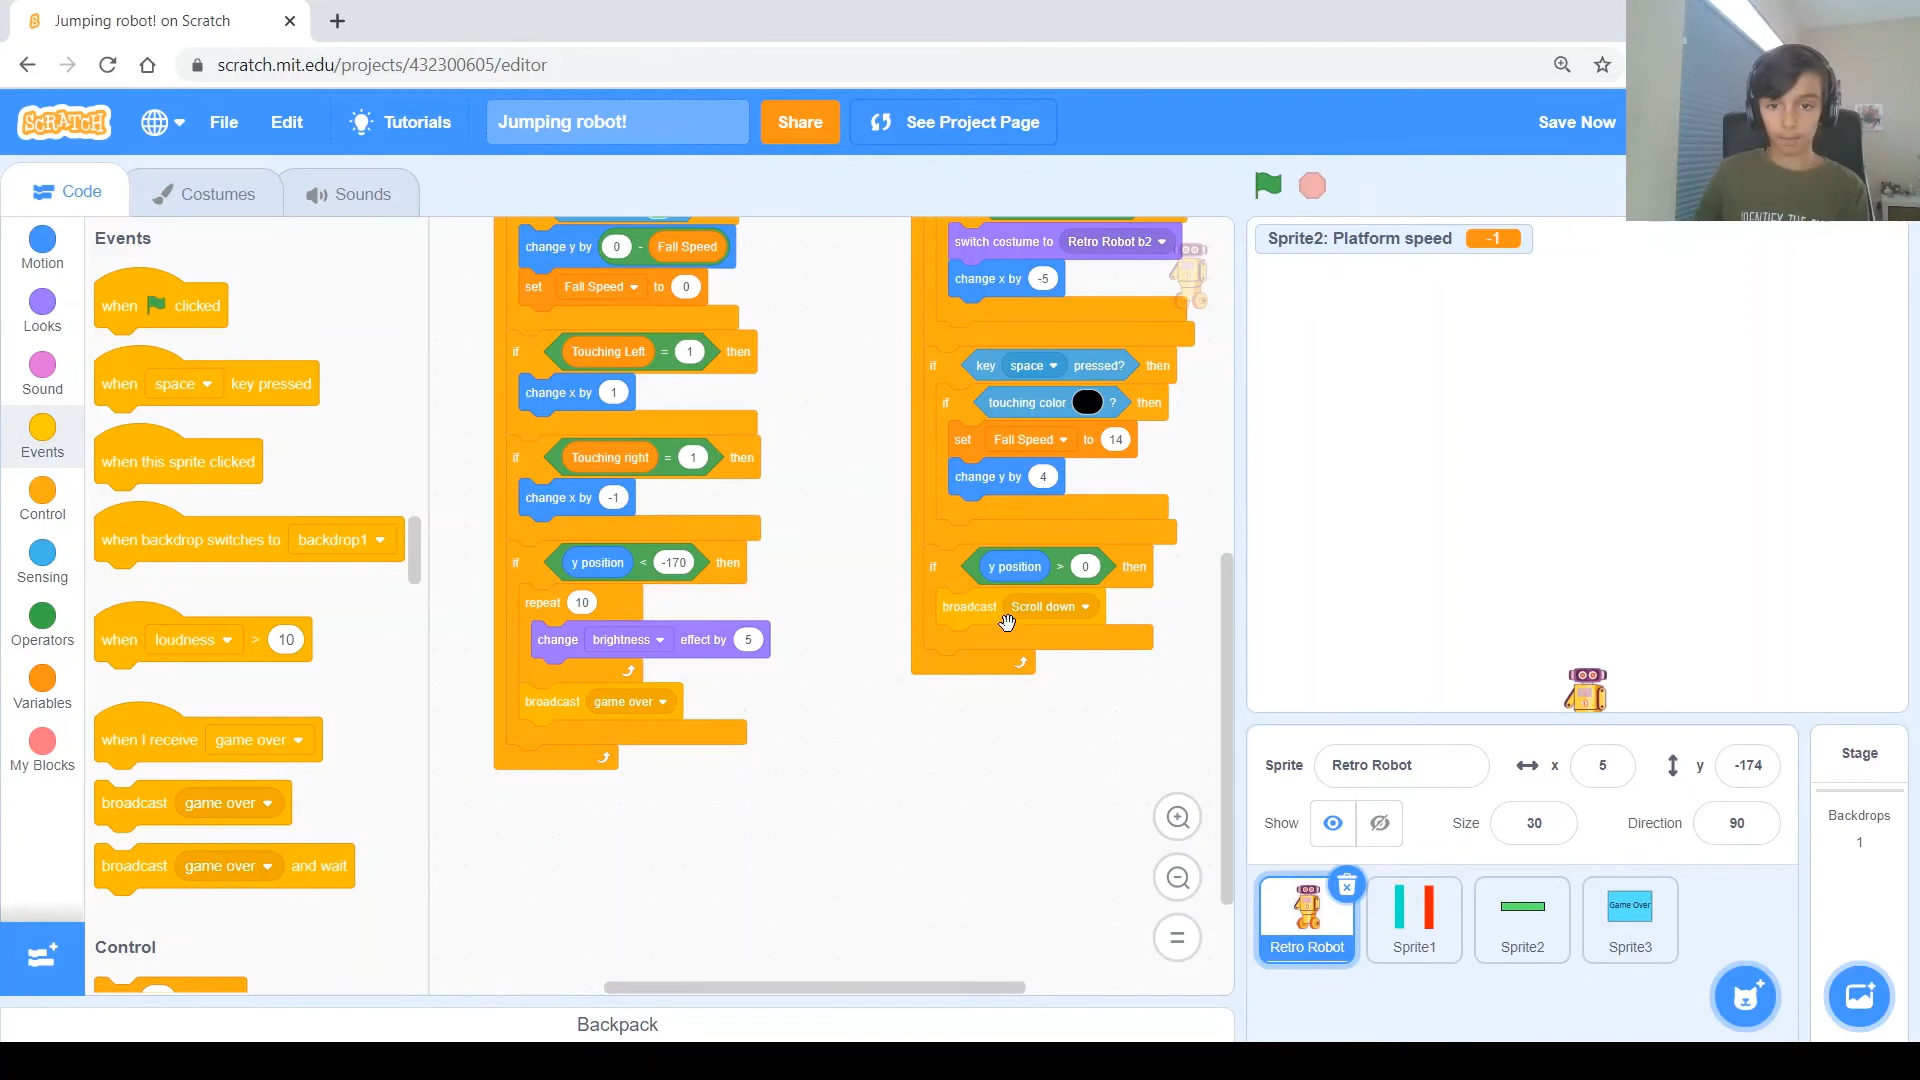 Jumping robot! on Scratch
scratch.mit.edu/projects/432300605/editor
SCRATCH
File
Edit
Tutorials
Jumping robot!
Share
See Project Page
Save Now
IDENTIFY THE
Code
Costumes
Sounds
Motion
Looks
Sound
Events
Control
Sensing
Operators
Variables
My Blocks
Events
when clicked
when space key pressed
when this sprite clicked
when backdrop switches to backdrop1
when loudness > 10
when I receive game over
broadcast game over
broadcast game over and wait
Control
change y by 0 - Fall Speed
set Fall Speed to 0
if Touching Left = 1 then
change x by 1
if Touching right = 1 then
change x by -1
if y position < -170 then
repeat 10
change brightness effect by 5
broadcast game over
switch costume to Retro Robot b2
change x by -5
if key space pressed? then
if touching color ? then
set Fall Speed to 14
change y by 4
if y position > 0 then
broadcast Scroll down
Backpack
Sprite2: Platform speed -1
Sprite Retro Robot x 5 y -174
Show Size 30 Direction 90
Retro Robot
Sprite1
Sprite2
Game Over
Sprite3
Stage
Backdrops
1